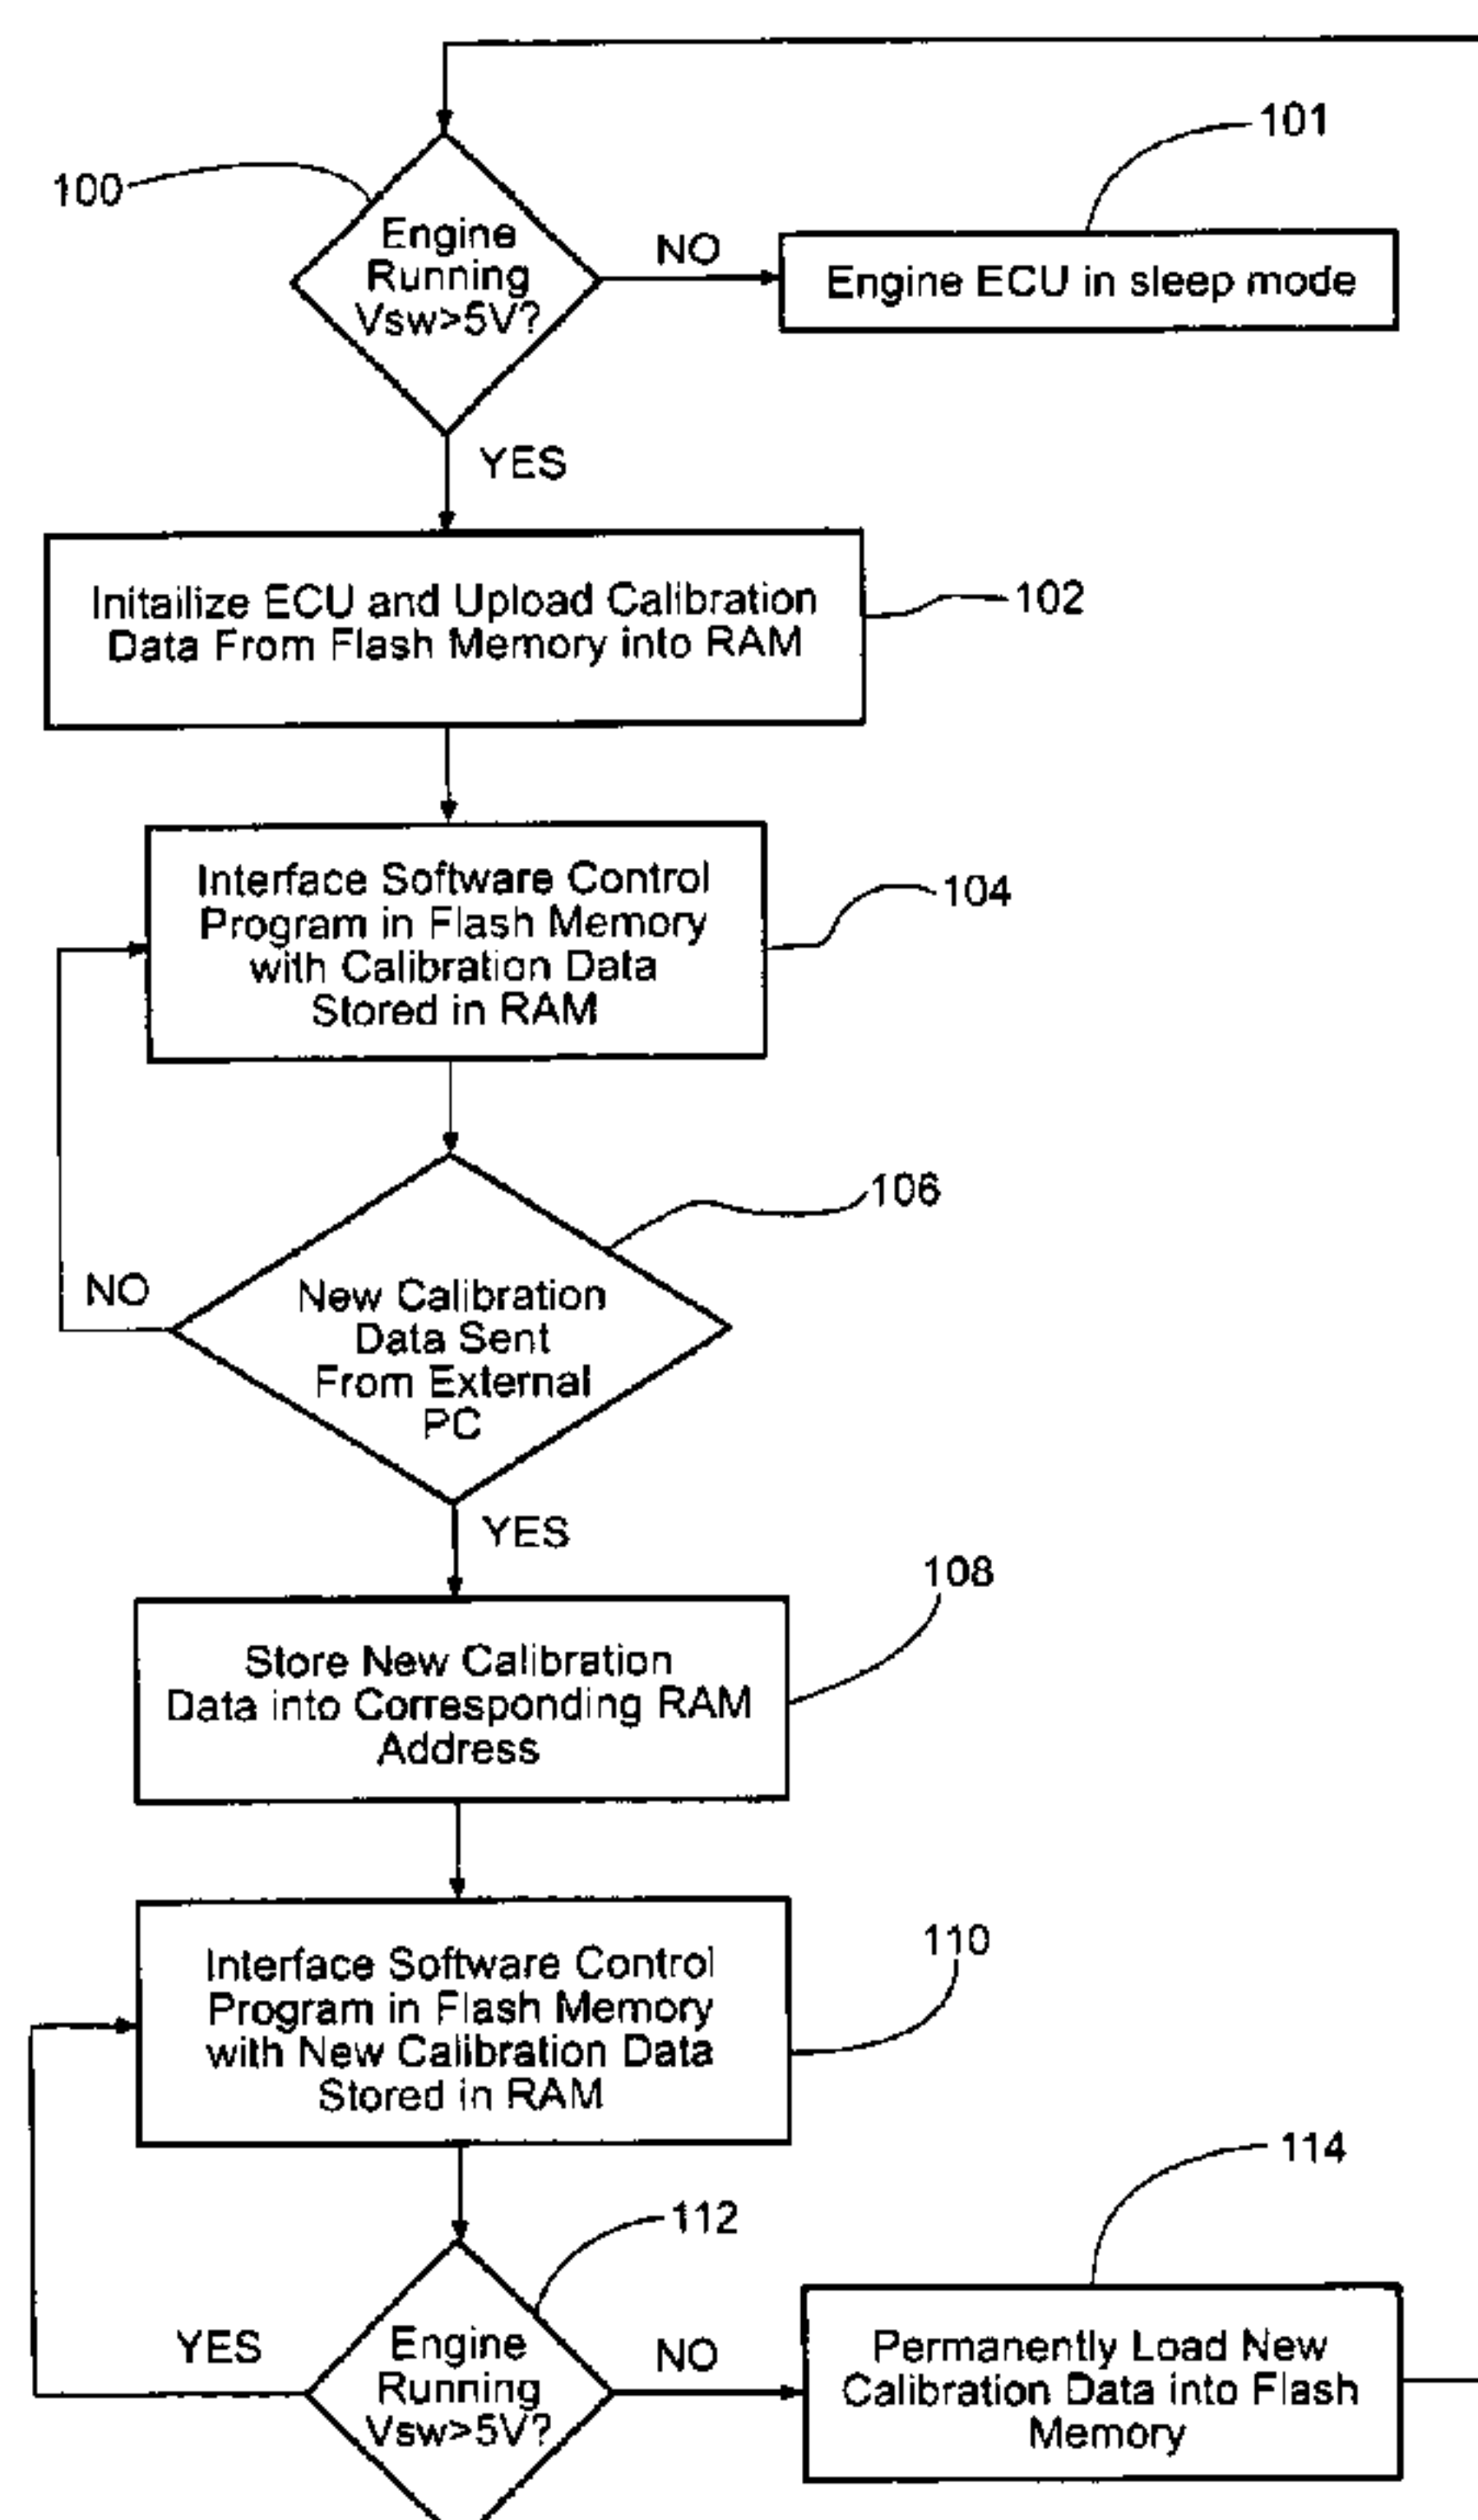 101
100
Engine
Running
Vsw>5V?
NO
Engine ECU in sleep mode
YES
Initailize ECU and Upload Calibration
Data From Flash Memory into RAM
102
Interface Software Control
Program in Flash Memory
with Calibration Data
Stored in RAM
104
106
NO
New Calibration
Data Sent
From External
PC
YES
108
Store New Calibration
Data into Corresponding RAM
Address
110
Interface Software Control
Program in Flash Memory
with New Calibration Data
Stored in RAM
114
112
YES
Engine
Running
Vsw>5V?
NO
Permanently Load New
Calibration Data into Flash
Memory